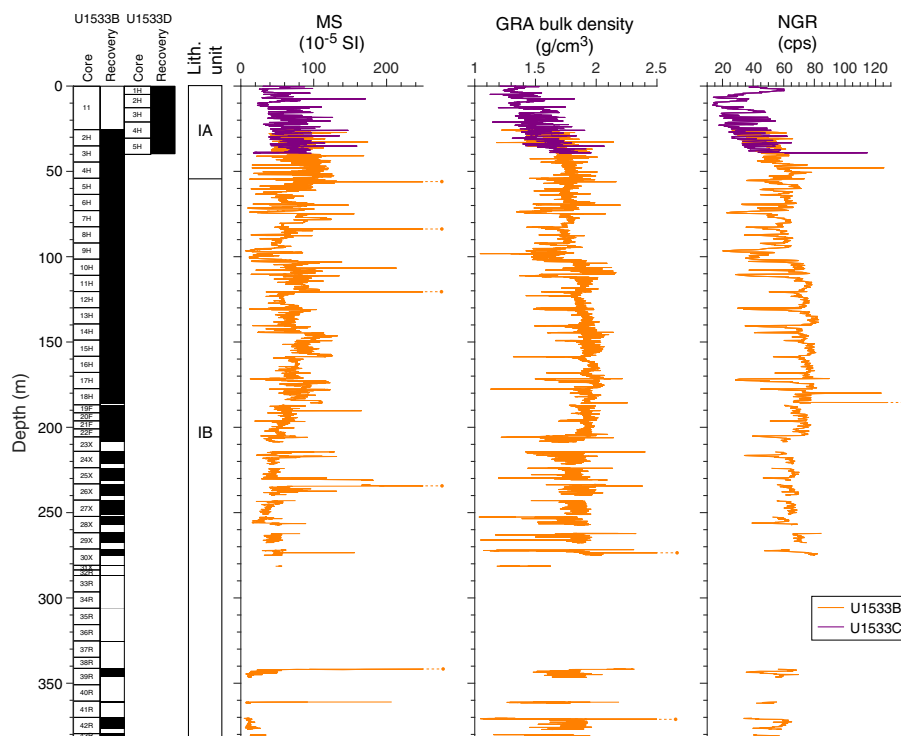 U1533B U1533D
Core Recovery Core Recovery Lith. unit
MS
(10-5 SI)
GRA bulk density
(g/cm3)
NGR
(cps)
0 100 200
1 1.5 2 2.5
20 40 60 80 100 120
Depth (m)
0
50
100
150
200
250
300
350
11
2H
3H
4H
5H
6H
7H
8H
9H
10H
11H
12H
13H
14H
15H
16H
17H
18H
19F
20F
21F
22F
23X
24X
25X
26X
27X
28X
29X
30X
31X
32R
33R
34R
35R
36R
37R
38R
39R
40R
41R
42R
1H
2H
3H
4H
5H
IA
IB
U1533B
U1533C